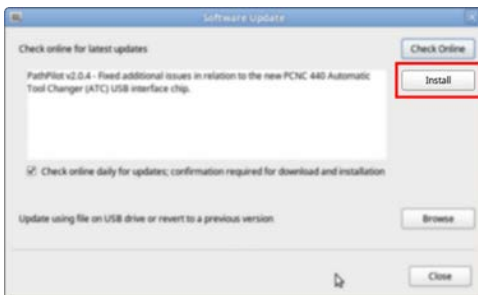 Software Update
Check online for latest updates
Check Online
PathPilot v2.0.4 - Fixed additional issues in relation to the new PCNC 440 Automatic
Tool Changer (ATC) USB interface chip.
Install
Check online daily for updates; confirmation required for download and installation
Update using file on USB drive or revert to a previous version
Browse
Close